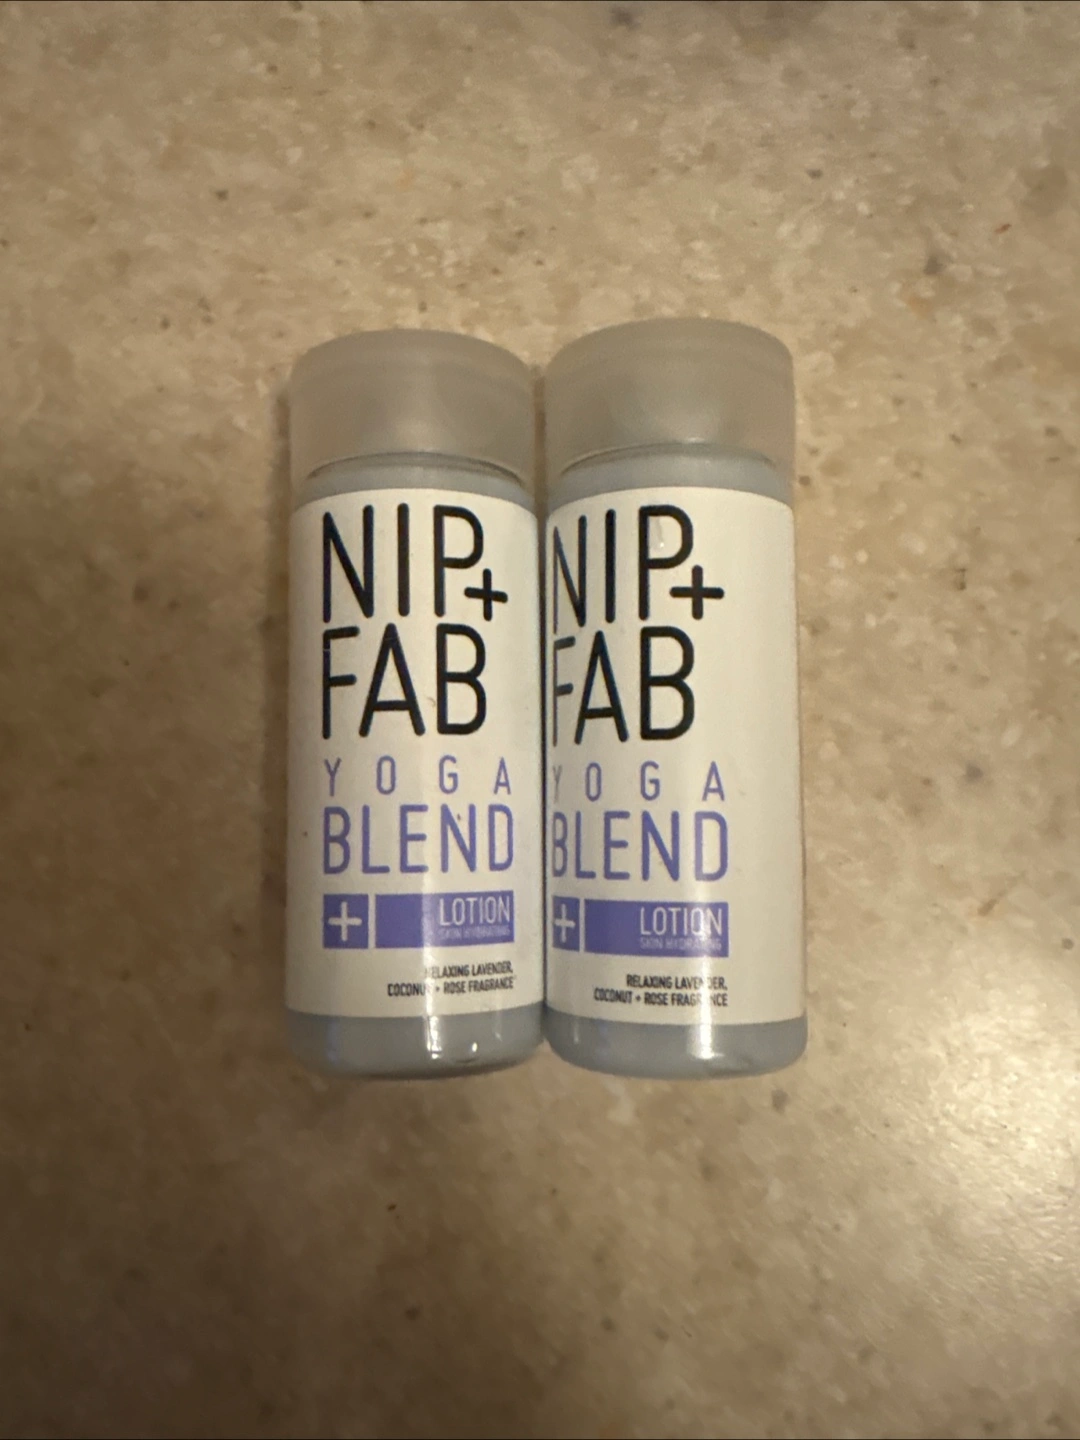 NIP+
FAB
YOGA
BLEND
+ LOTION
SKIN HYDRATING
RELAXING LAVENDER,
COCONUT + ROSE FRAGRANCE
NIP+
FAB
YOGA
BLEND
+ LOTION
SKIN HYDRATING
RELAXING LAVENDER,
COCONUT + ROSE FRAGRANCE